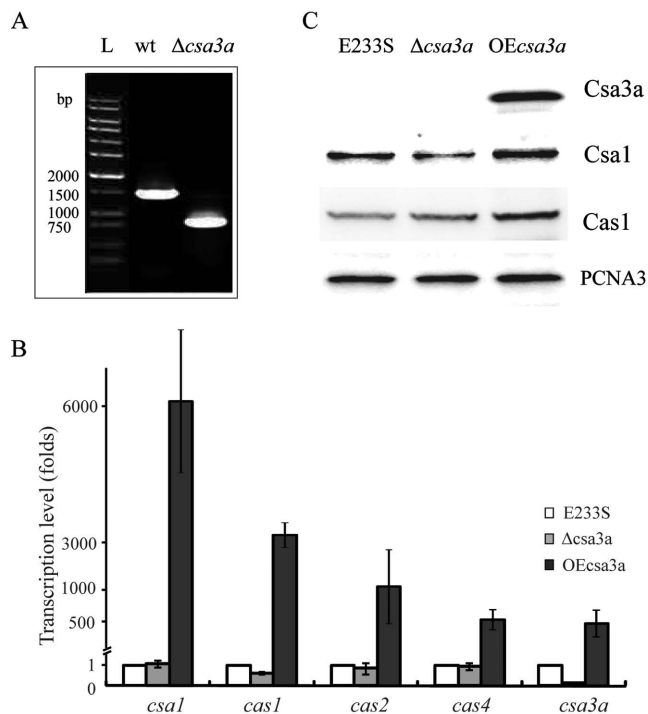 A
L wt Δcsa3a
bp
2000
1500
1000
750
C
E233S Δcsa3a OEcsa3a
Csa3a
Csa1
Cas1
PCNA3
B
Transcription level (folds)
6000
3000
1000
500
1
0
E233S
Δcsa3a
OEcsa3a
csa1 cas1 cas2 cas4 csa3a